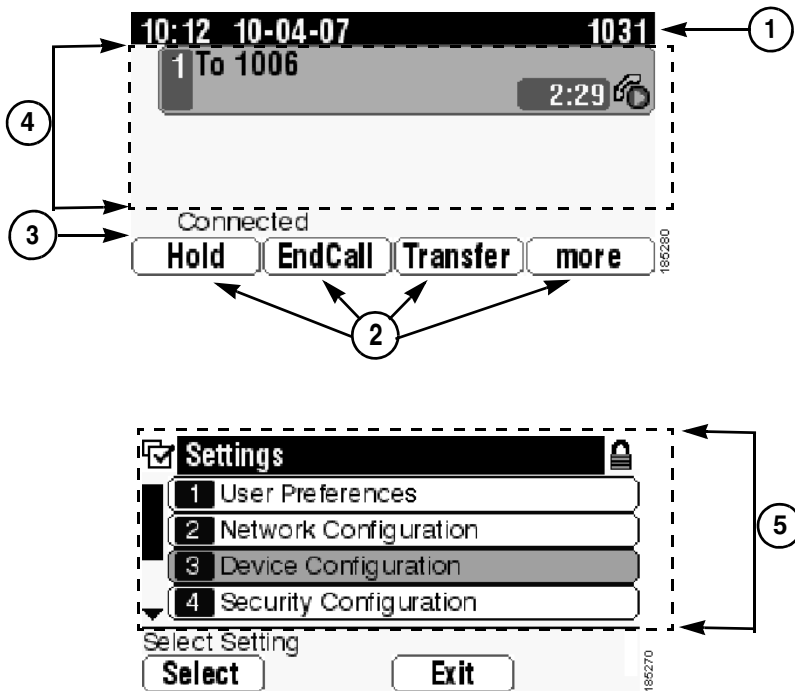 10:12 10-04-07 1031
1
1 To 1006
2:29
4
Connected
3
Hold EndCall Transfer more
185280
2
Settings
1 User Preferences
2 Network Configuration
5
3 Device Configuration
4 Security Configuration
Select Setting
Select Exit
185270